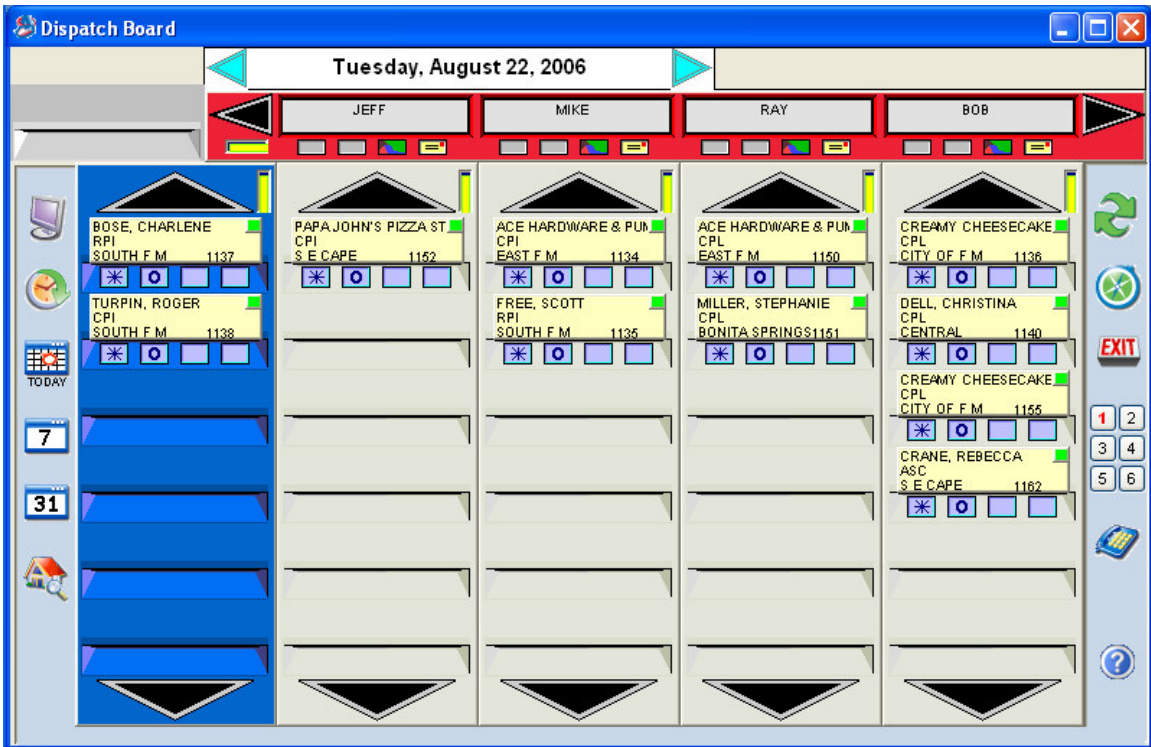 Dispatch Board
Tuesday, August 22, 2006
JEFF
MIKE
RAY
BOB
BOSE, CHARLENE
RPI
SOUTH F M 1137
TURPIN, ROGER
CPI
SOUTH F M 1138
PAPA JOHN'S PIZZA ST
CPI
S E CAPE 1152
ACE HARDWARE & PUM
CPI
EAST F M 1134
FREE, SCOTT
RPI
SOUTH F M 1135
ACE HARDWARE & PUM
CPL
EAST F M 1150
MILLER, STEPHANIE
CPL
BONITA SPRINGS1151
CREAMY CHEESECAKE
CPL
CITY OF F M 1136
DELL, CHRISTINA
CPL
CENTRAL 1140
CREAMY CHEESECAKE
CPL
CITY OF F M 1155
CRANE, REBECCA
ASC
S E CAPE 1162
TODAY
7
31
EXIT
1 2
3 4
5 6
?